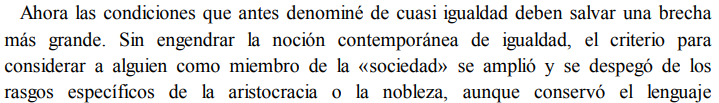 Ahora las condiciones que antes denominé de cuasi igualdad deben salvar una brecha
más grande. Sin engendrar la noción contemporánea de igualdad, el criterio para
considerar a alguien como miembro de la «sociedad» se amplió y se despegó de los
rasgos específicos de la aristocracia o la nobleza, aunque conservó el lenguaje